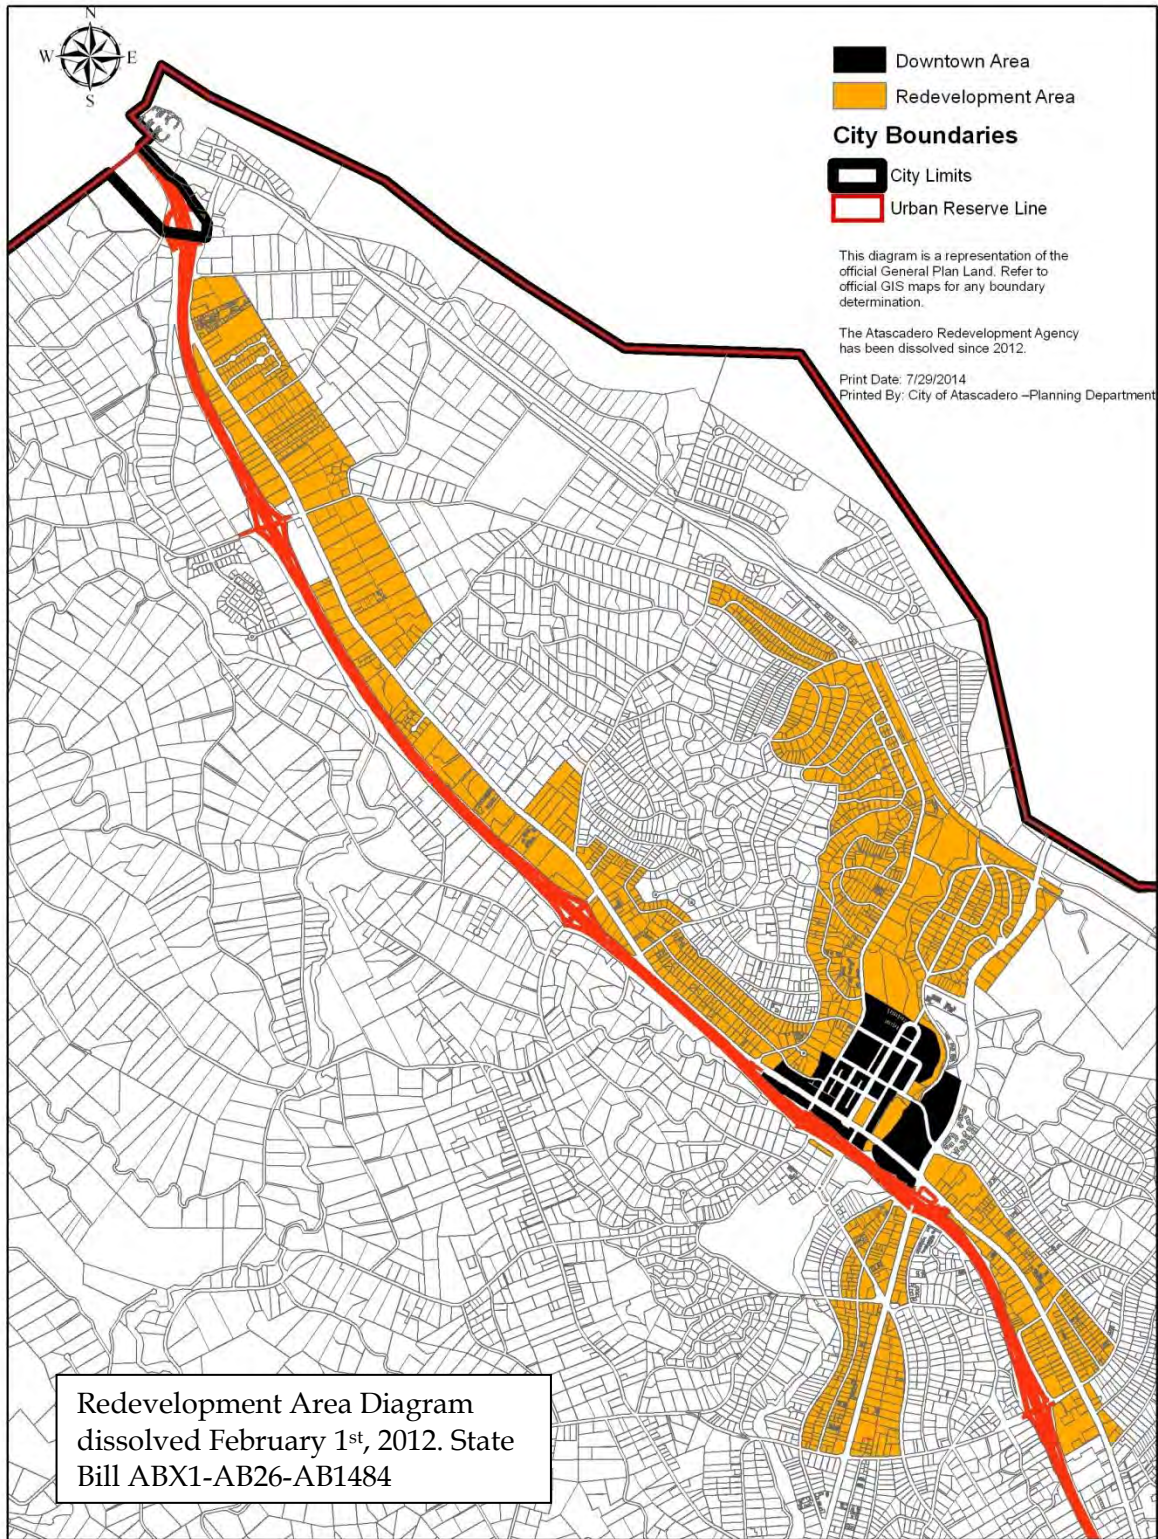 N
W E
S
Downtown Area
Redevelopment Area
City Boundaries
City Limits
Urban Reserve Line
This diagram is a representation of the
official General Plan Land. Refer to
official GIS maps for any boundary
determination.
The Atascadero Redevelopment Agency
has been dissolved since 2012.
Print Date: 7/29/2014
Printed By: City of Atascadero –Planning Department
Redevelopment Area Diagram
dissolved February 1st, 2012. State
Bill ABX1-AB26-AB1484